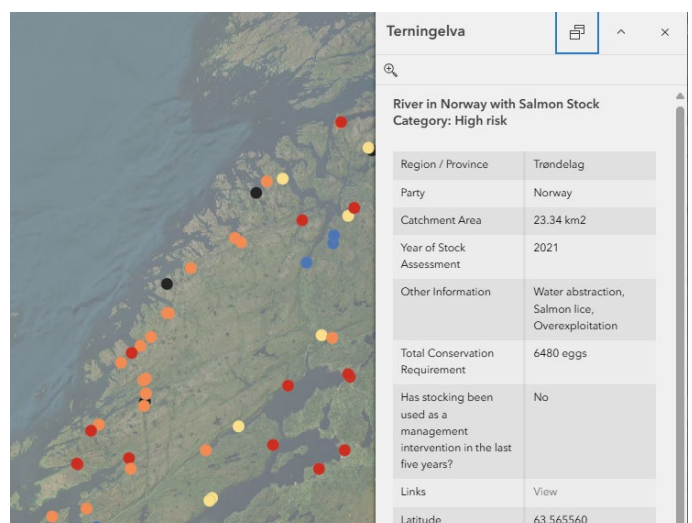 Terningelva
River in Norway with Salmon Stock
Category: High risk
Region / Province Trøndelag
Party Norway
Catchment Area 23.34 km2
Year of Stock 2021
Assessment
Other Information Water abstraction,
Salmon lice,
Overexploitation
Total Conservation 6480 eggs
Requirement
Has stocking been No
used as a
management
intervention in the last
five years?
Links View
Latitude 63.565560